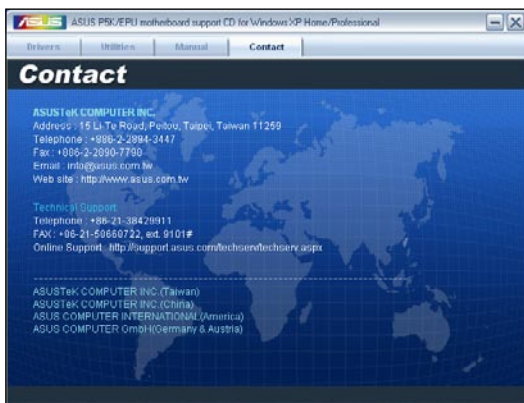 ASUS P5K/EPU motherboard support CD for Windows XP Home/Professional
Drivers Utilities Manual Contact
Contact
ASUSTeK COMPUTER INC.
Address : 15 Li-Te Road, Peitou, Taipei, Taiwan 11259
Telephone : +886-2-2894-3447
Fax : +886-2-2890-7798
Email : info@asus.com.tw
Web site : http://www.asus.com.tw
Technical Support:
Telephone : +86-21-38429911
FAX : +86-21-58668722, ext. 9101#
Online Support : http://support.asus.com/techserv/techserv.aspx
ASUSTeK COMPUTER INC.(Taiwan)
ASUSTeK COMPUTER INC.(China)
ASUS COMPUTER INTERNATIONAL(America)
ASUS COMPUTER GmbH(Germany & Austria)